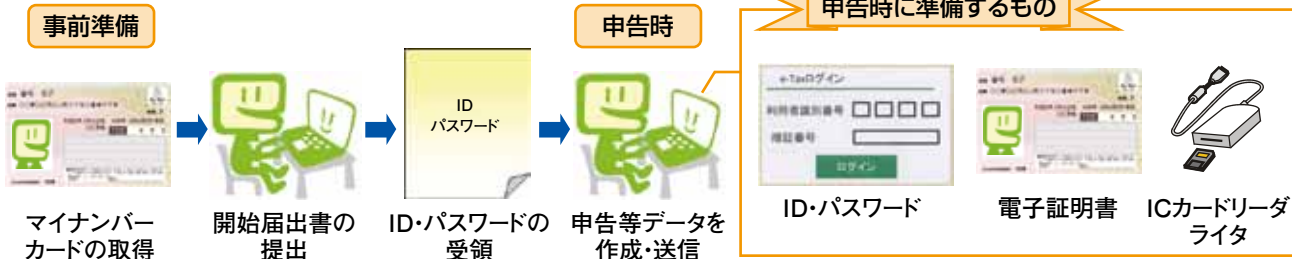 事前準備
申告時
申告時に準備するもの
ID
パスワード
e-Taxログイン
利用者識別番号
暗証番号
ログイン
マイナンバー
カードの取得
開始届出書の
提出
ID・パスワードの
受領
申告等データを
作成・送信
ID・パスワード
電子証明書
ICカードリーダ
ライタ